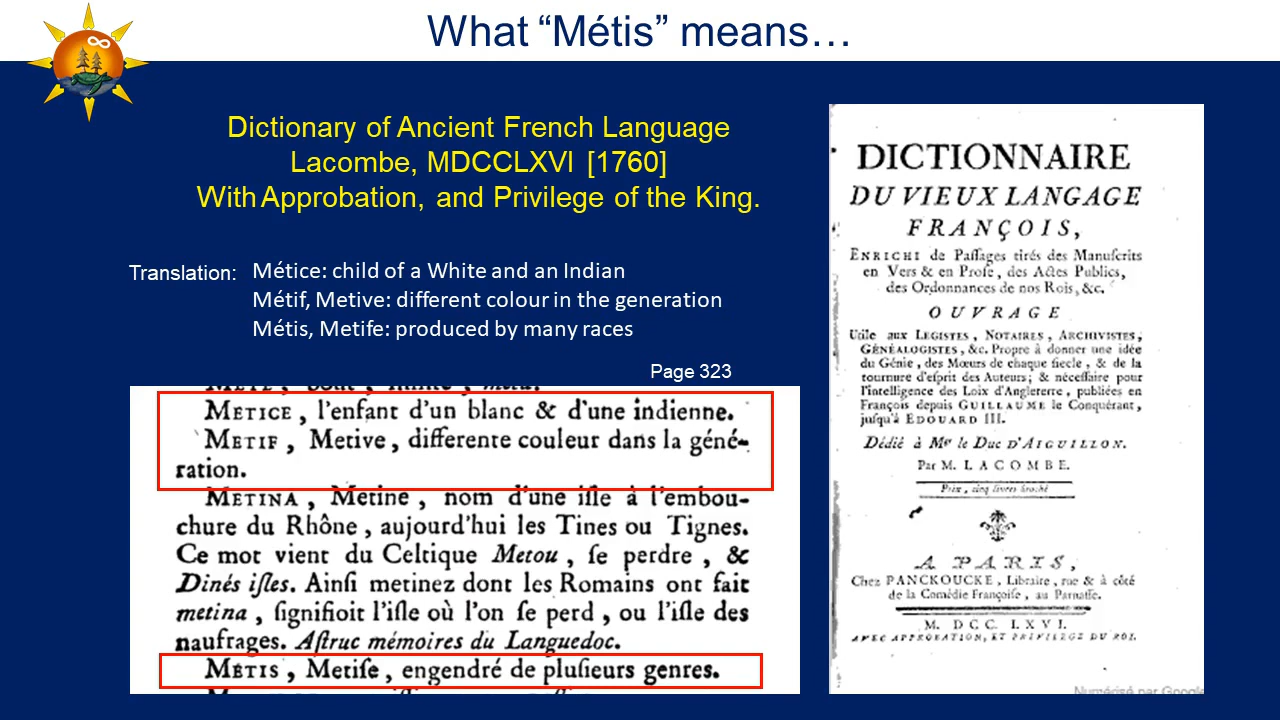 What “Métis” means…
Dictionary of Ancient French Language
Lacombe, MDCCLXVI [1760]
With Approbation, and Privilege of the King.
Translation:
Métice: child of a White and an Indian
Métif, Metive: different colour in the generation
Métis, Metife: produced by many races
Page 323
METICE, l'enfant d'un blanc & d'une indienne.
METIF, Metive, differente couleur dans la géné-
ration.
METINA, Metine, nom d'une iſle à l'embou-
chure du Rhône, aujourd'hui les Tines ou Tignes.
Ce mot vient du Celtique Metou, ſe perdre, &
Dinés iſles. Ainſi metinez dont les Romains ont fait
metina, ſignifioit l'iſle où l'on ſe perd, ou l'iſle des
naufrages. Aſtruc mémoires du Languedoc.
MÉTIS, Metiſe, engendré de pluſieurs genres.
DICTIONNAIRE
DU VIEUX LANGAGE
FRANÇOIS,
ENRICHI de Paſſages tirés des Manuſcrits
en Vers & en Proſe, des Actes Publics,
des Ordonnances de nos Rois, &c.
OUVRAGE
Utile aux LÉGISTES, NOTAIRES, ARCHIVISTES,
GÉNÉALOGISTES, &c. Propre à donner une idée
du Génie, des Mœurs de chaque ſiecle, & de la
tournure d'eſprit des Auteurs; & néceſſaire pour
l'intelligence des Loix d'Angleterre, publiées en
François depuis GUILLAUME le Conquérant,
juſqu'à EDOUARD III.
Dédié à Mgr le Duc D'AIGUILLON.
Par M. LACOMBE.
Prix, cinq livres broché
A PARIS,
Chez PANCKOUCKE, Libraire, rue & à côté
de la Comédie Françoiſe, au Parnaſſe.
M. DCC. LXVI.
AVEC APPROBATION, ET PRIVILEGE DU ROI.
Numérisé par Google